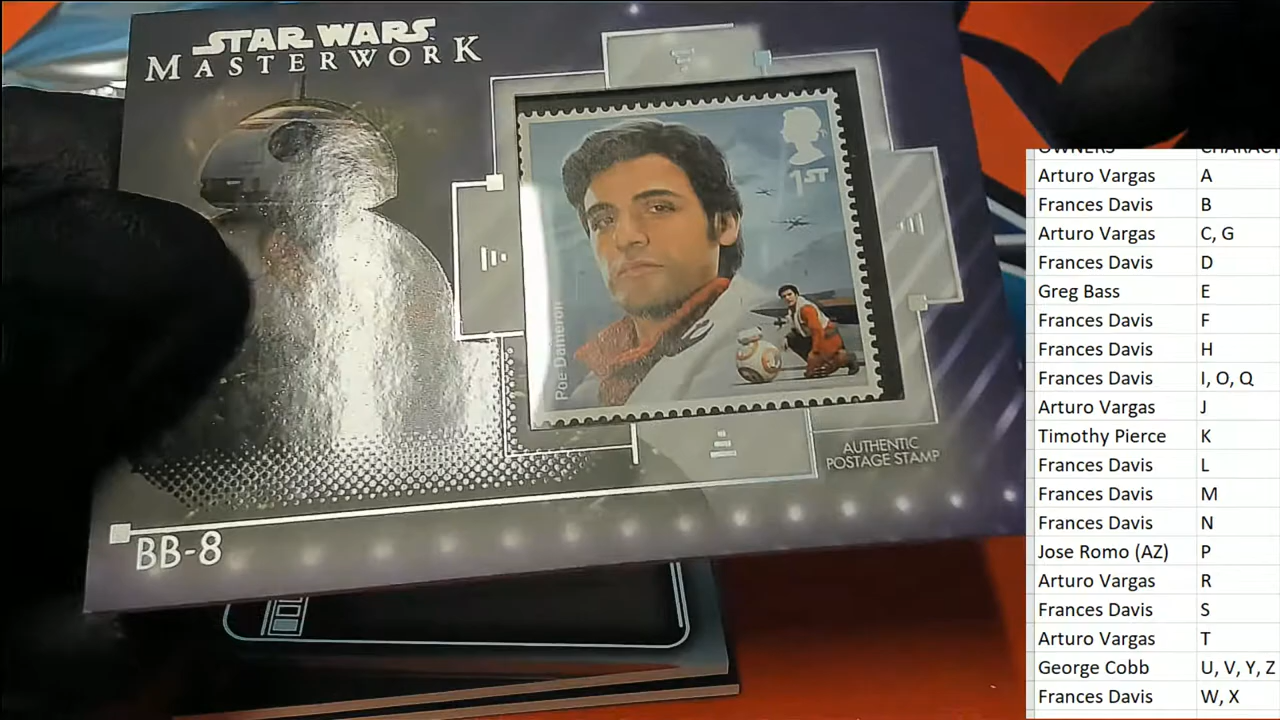 STAR WARS
MASTERWORK
1ST
Poe Dameron
AUTHENTIC
POSTAGE STAMP
BB-8
OWNERS
Arturo Vargas A
Frances Davis B
Arturo Vargas C, G
Frances Davis D
Greg Bass E
Frances Davis F
Frances Davis H
Frances Davis I, O, Q
Arturo Vargas J
Timothy Pierce K
Frances Davis L
Frances Davis M
Frances Davis N
Jose Romo (AZ) P
Arturo Vargas R
Frances Davis S
Arturo Vargas T
George Cobb U, V, Y, Z
Frances Davis W, X